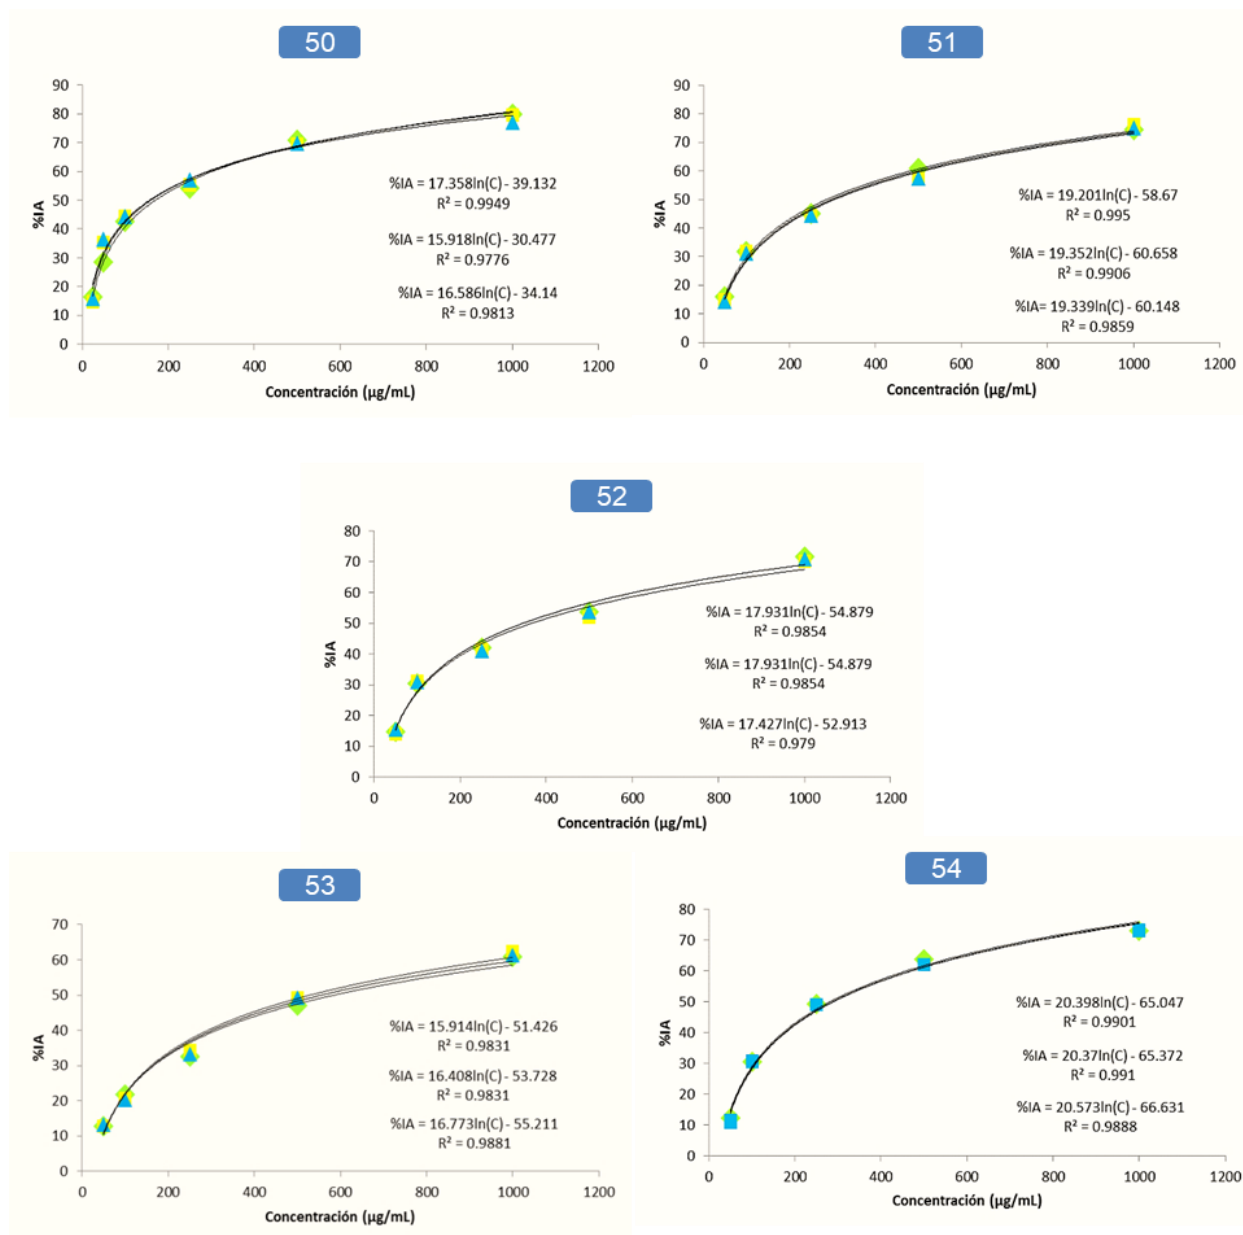 50
90
80
70
60
50
40
30
20
10
0
%IA
%IA = 17.358ln(C) - 39.132
R² = 0.9949
%IA = 15.918ln(C) - 30.477
R² = 0.9776
%IA = 16.586ln(C) - 34.14
R² = 0.9813
0 200 400 600 800 1000 1200
Concentración (µg/mL)
51
90
80
70
60
50
40
30
20
10
0
%IA
%IA = 19.201ln(C) - 58.67
R² = 0.995
%IA = 19.352ln(C) - 60.658
R² = 0.9906
%IA= 19.339ln(C) - 60.148
R² = 0.9859
0 200 400 600 800 1000 1200
Concentración (µg/mL)
52
80
70
60
50
40
30
20
10
0
%IA
%IA = 17.931ln(C) - 54.879
R² = 0.9854
%IA = 17.931ln(C) - 54.879
R² = 0.9854
%IA = 17.427ln(C) - 52.913
R² = 0.979
0 200 400 600 800 1000 1200
Concentración (µg/mL)
53
70
60
50
40
30
20
10
0
%IA
%IA = 15.914ln(C) - 51.426
R² = 0.9831
%IA = 16.408ln(C) - 53.728
R² = 0.9831
%IA = 16.773ln(C) - 55.211
R² = 0.9881
0 200 400 600 800 1000 1200
Concentración (µg/mL)
54
80
70
60
50
40
30
20
10
0
%IA
%IA = 20.398ln(C) - 65.047
R² = 0.9901
%IA = 20.37ln(C) - 65.372
R² = 0.991
%IA = 20.573ln(C) - 66.631
R² = 0.9888
0 200 400 600 800 1000 1200
Concentración (µg/mL)